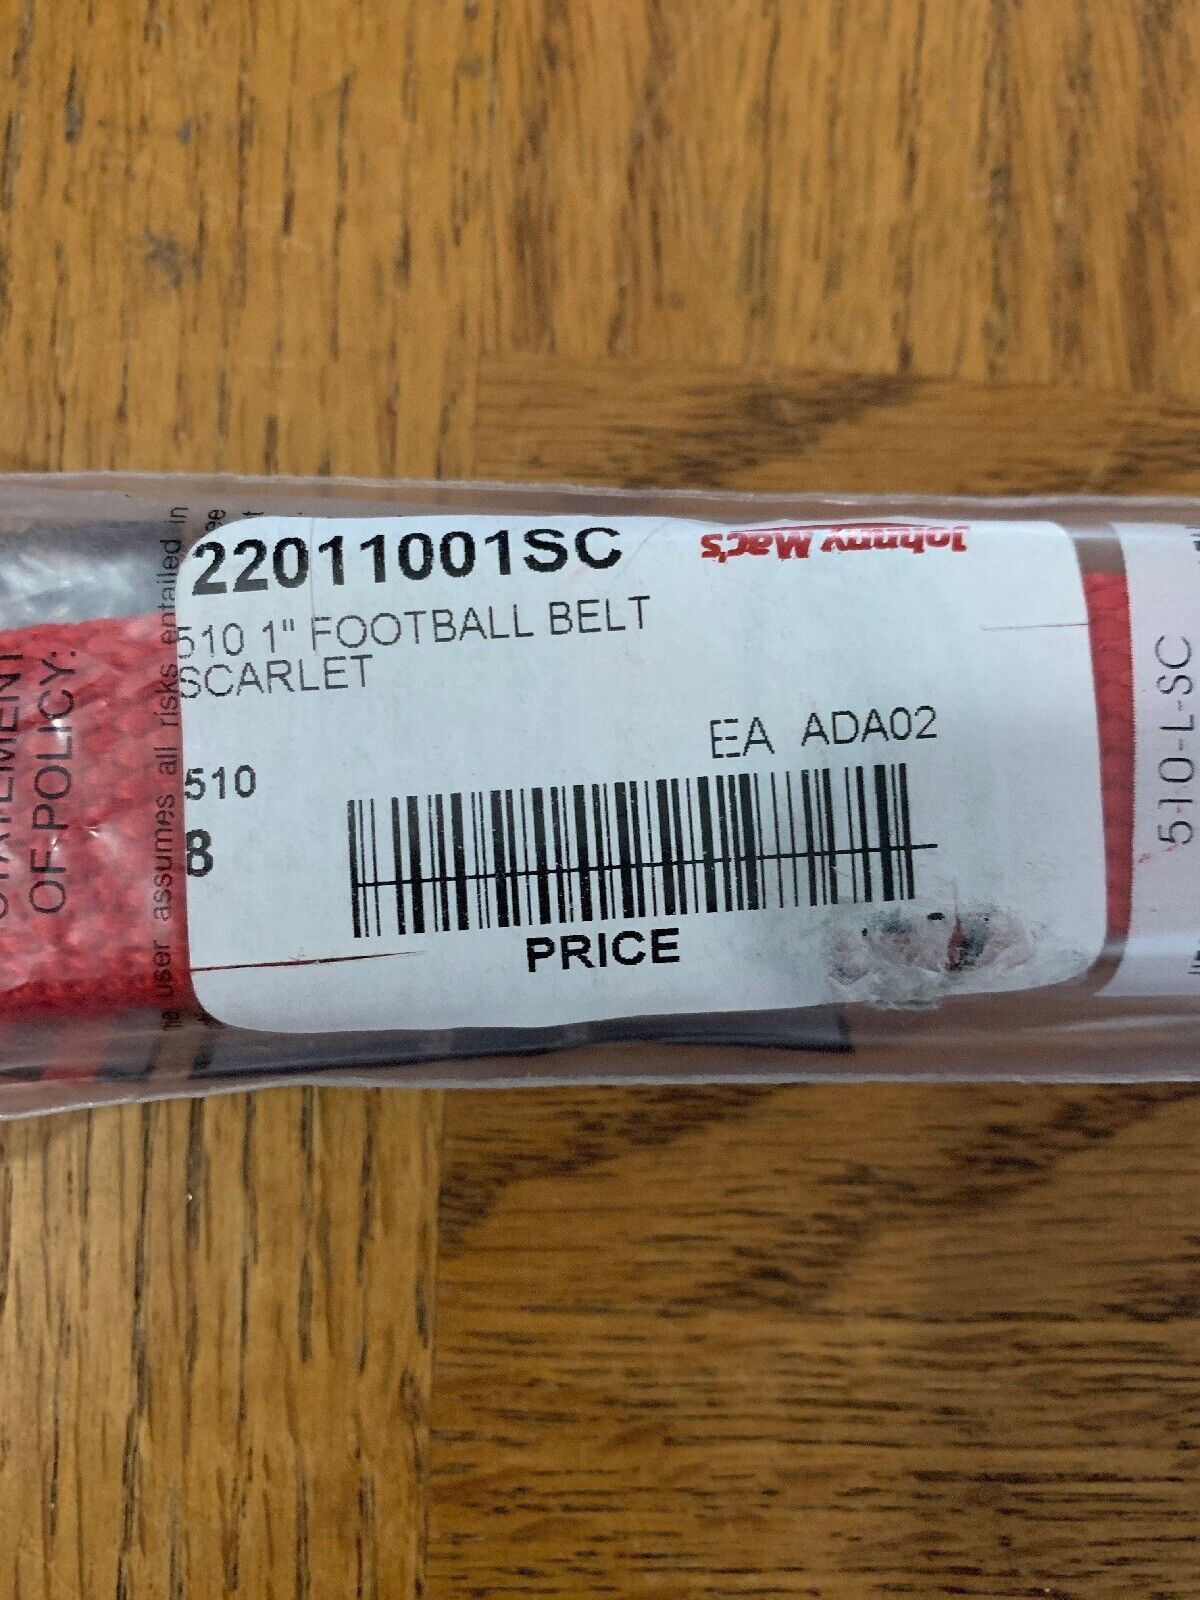 22011001SC
Johnny Mac's
510 1" FOOTBALL BELT
SCARLET
EA ADA02
510
8
PRICE
OF POLICY:
user assumes all risks entailed in
510-L-SC